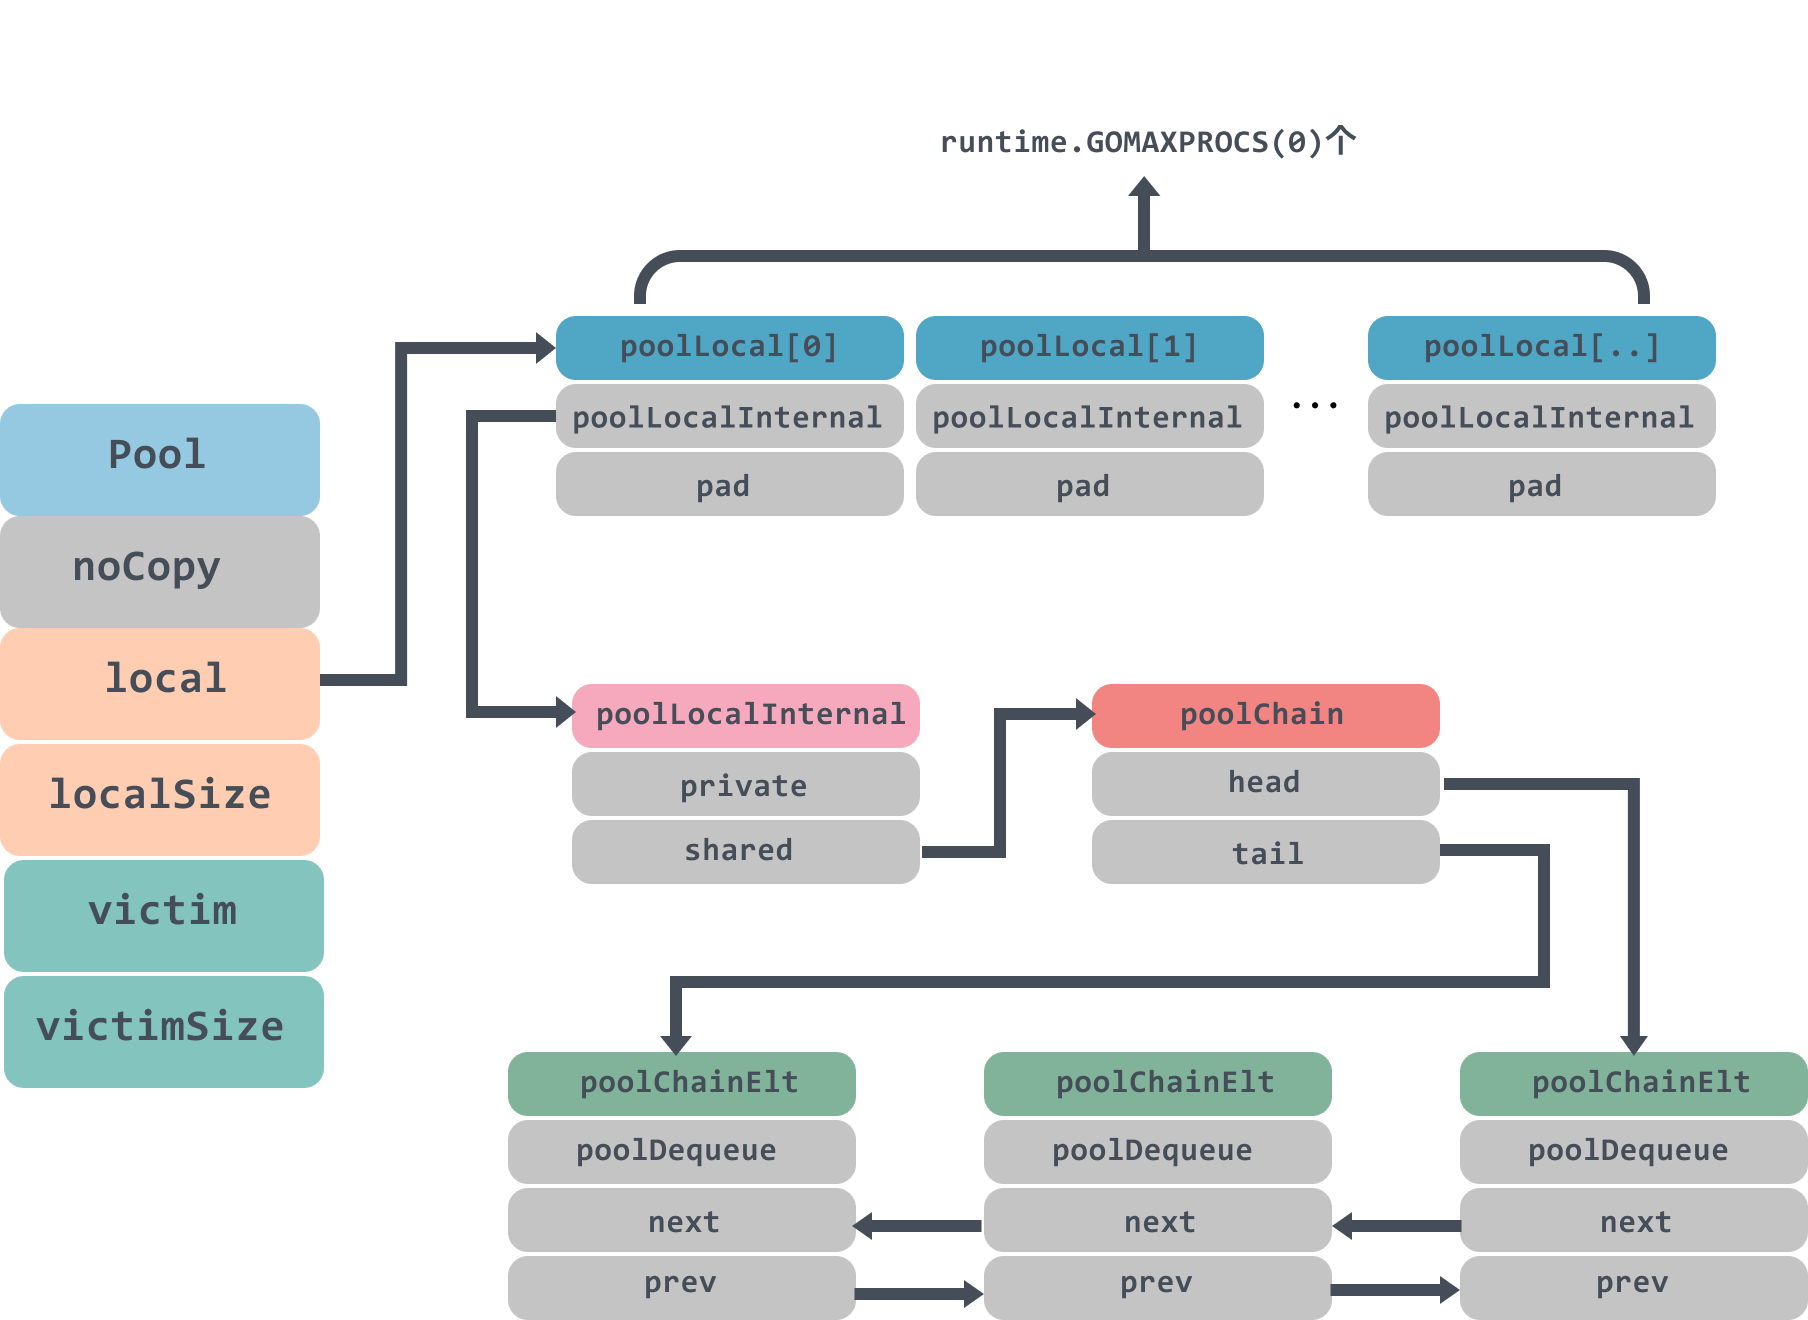 runtime.GOMAXPROCS(0)个
poolLocal[0]
poolLocal[1]
poolLocal[..]
poolLocalInternal
poolLocalInternal
...
poolLocalInternal
pad
pad
pad
Pool
noCopy
local
localSize
victim
victimSize
poolLocalInternal
private
shared
poolChain
head
tail
poolChainElt
poolDequeue
next
prev
poolChainElt
poolDequeue
next
prev
poolChainElt
poolDequeue
next
prev